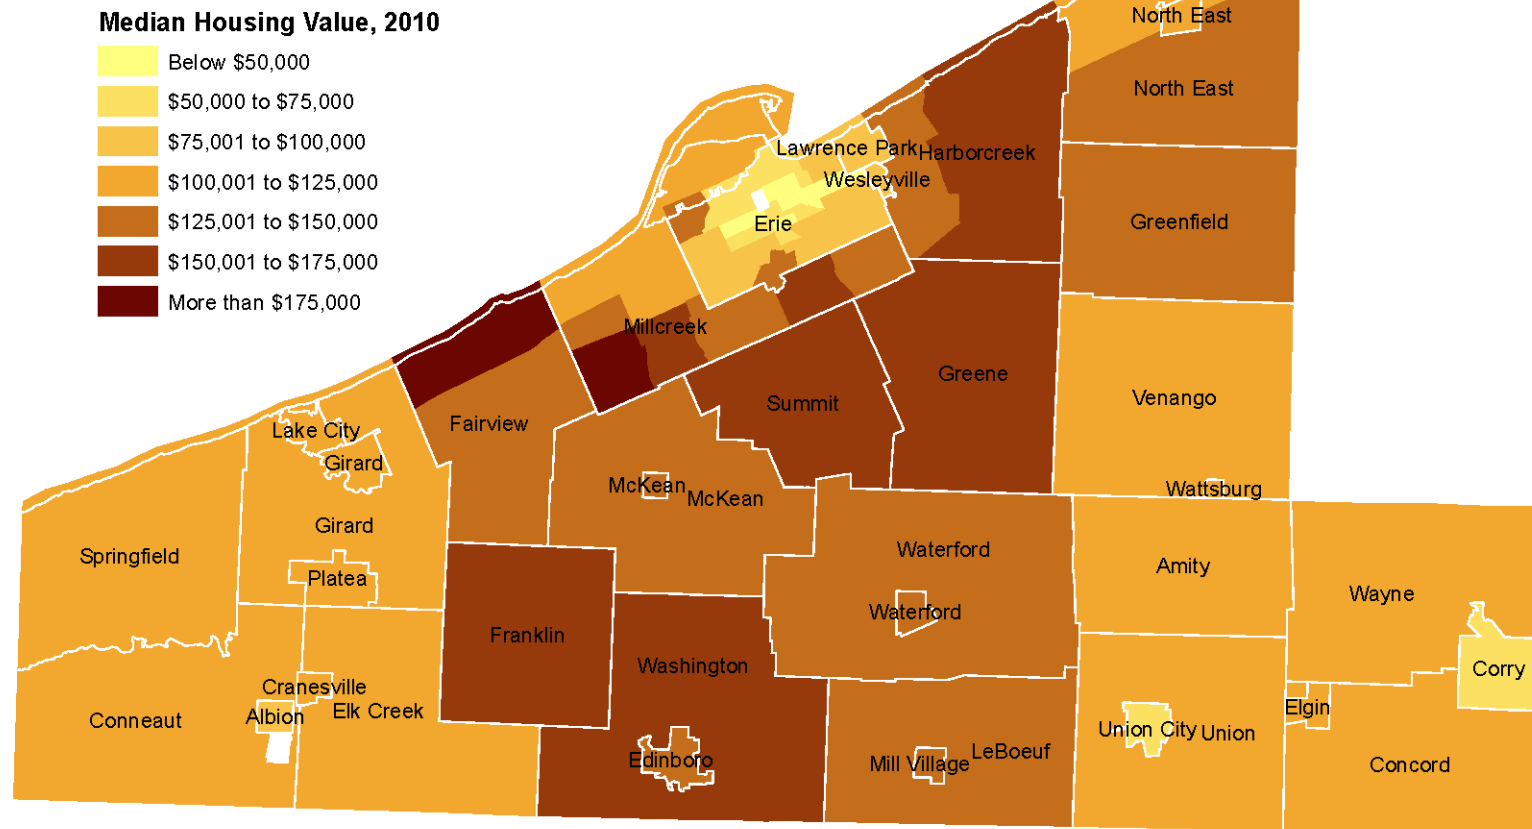 Median Housing Value, 2010
Below $50,000
$50,000 to $75,000
$75,001 to $100,000
$100,001 to $125,000
$125,001 to $150,000
$150,001 to $175,000
More than $175,000
North East
North East
Lawrence Park
Harborcreek
Wesleyville
Erie
Greenfield
Millcreek
Greene
Summit
Venango
Fairview
Lake City
Girard
McKean
McKean
Wattsburg
Girard
Springfield
Platea
Waterford
Amity
Wayne
Waterford
Franklin
Washington
Corry
Cranesville
Elk Creek
Albion
Conneaut
Elgin
Union City
Union
Edinboro
Mill Village
LeBoeuf
Concord